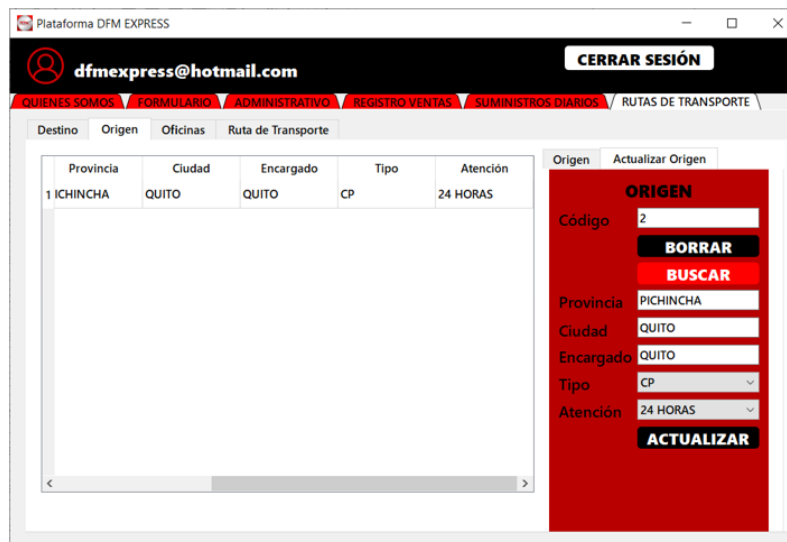 Plataforma DFM EXPRESS
dfmexpress@hotmail.com
CERRAR SESIÓN
QUIENES SOMOS FORMULARIO ADMINISTRATIVO REGISTRO VENTAS SUMINISTROS DIARIOS RUTAS DE TRANSPORTE
Destino Origen Oficinas Ruta de Transporte
Provincia Ciudad Encargado Tipo Atención
1 ICHINCHA QUITO QUITO CP 24 HORAS
Origen Actualizar Origen
ORIGEN
Código 2
BORRAR
BUSCAR
Provincia PICHINCHA
Ciudad QUITO
Encargado QUITO
Tipo CP
Atención 24 HORAS
ACTUALIZAR